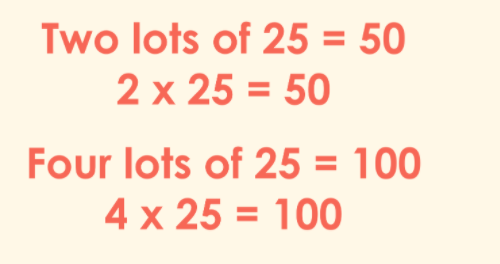 Two lots of 25 = 50
2 x 25 = 50
Four lots of 25 = 100
4 x 25 = 100